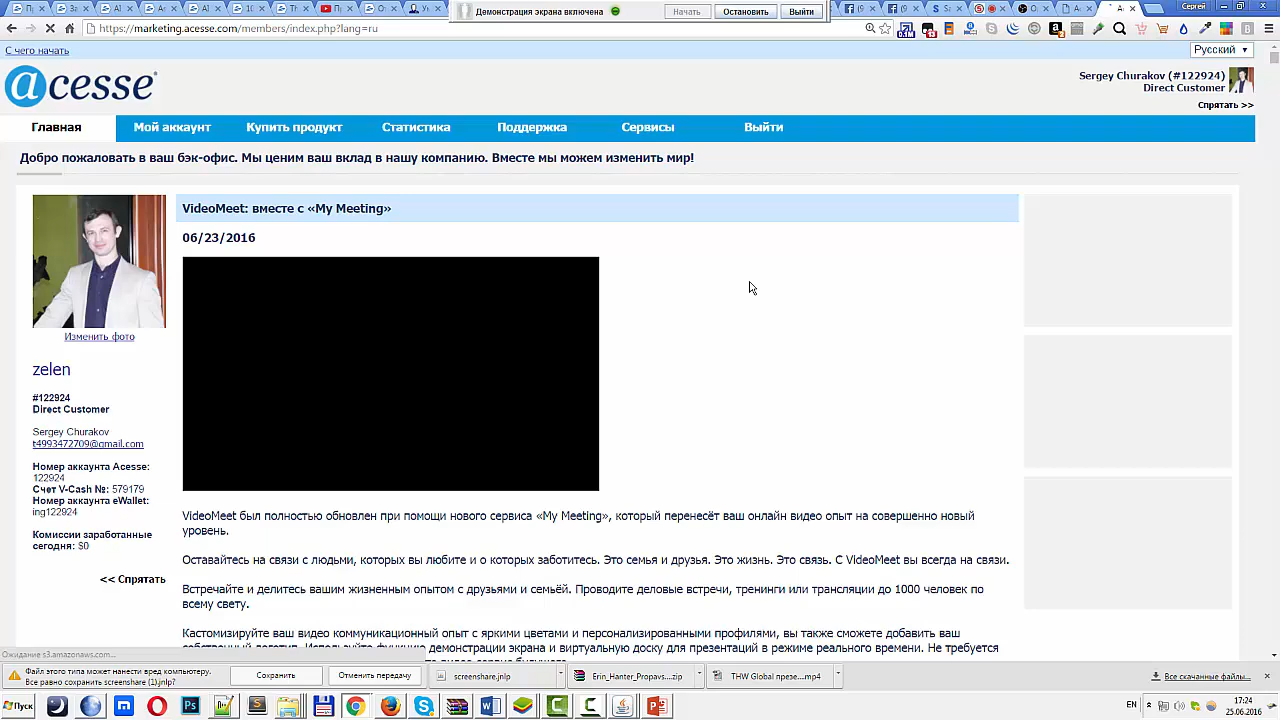 Демонстрация экрана включена
Начать
Остановить
Выйти
Сергей
https://marketing.acesse.com/members/index.php?lang=ru
С чего начать
Русский
acesse
Sergey Churakov (#122924)
Direct Customer
Спрятать >>
Главная
Мой аккаунт
Купить продукт
Статистика
Поддержка
Сервисы
Выйти
Добро пожаловать в ваш бэк-офис. Мы ценим ваш вклад в нашу компанию. Вместе мы можем изменить мир!
Изменить фото
zelen
#122924
Direct Customer
Sergey Churakov
t4993472709@gmail.com
Номер аккаунта Acesse:
122924
Счет V-Cash №: 579179
Номер аккаунта eWallet:
ing122924
Комиссии заработанные
сегодня: $0
<< Спрятать
VideoMeet: вместе с «My Meeting»
06/23/2016
VideoMeet был полностью обновлен при помощи нового сервиса «My Meeting», который перенесёт ваш онлайн видео опыт на совершенно новый
уровень.
Оставайтесь на связи с людьми, которых вы любите и о которых заботитесь. Это семья и друзья. Это жизнь. Это связь. С VideoMeet вы всегда на связи.
Встречайте и делитесь вашим жизненным опытом с друзьями и семьёй. Проводите деловые встречи, тренинги или трансляции до 1000 человек по
всему свету.
Кастомизируйте ваш видео коммуникационный опыт с яркими цветами и персонализированными профилями, вы также сможете добавить ваш
демонстрации экрана и виртуальную доску для презентаций в режиме реального времени. Не требуется
Ожидание s3.amazonaws.com...
Файл этого типа может нанести вред компьютеру.
Все равно сохранить screenshare (1).jnlp?
Сохранить
Отменить передачу
screenshare.jnlp
Erin_Hanter_Propavs....zip
THW Global презе....mp4
Все скачанные файлы...
Пуск
EN
17:24
25.06.2016